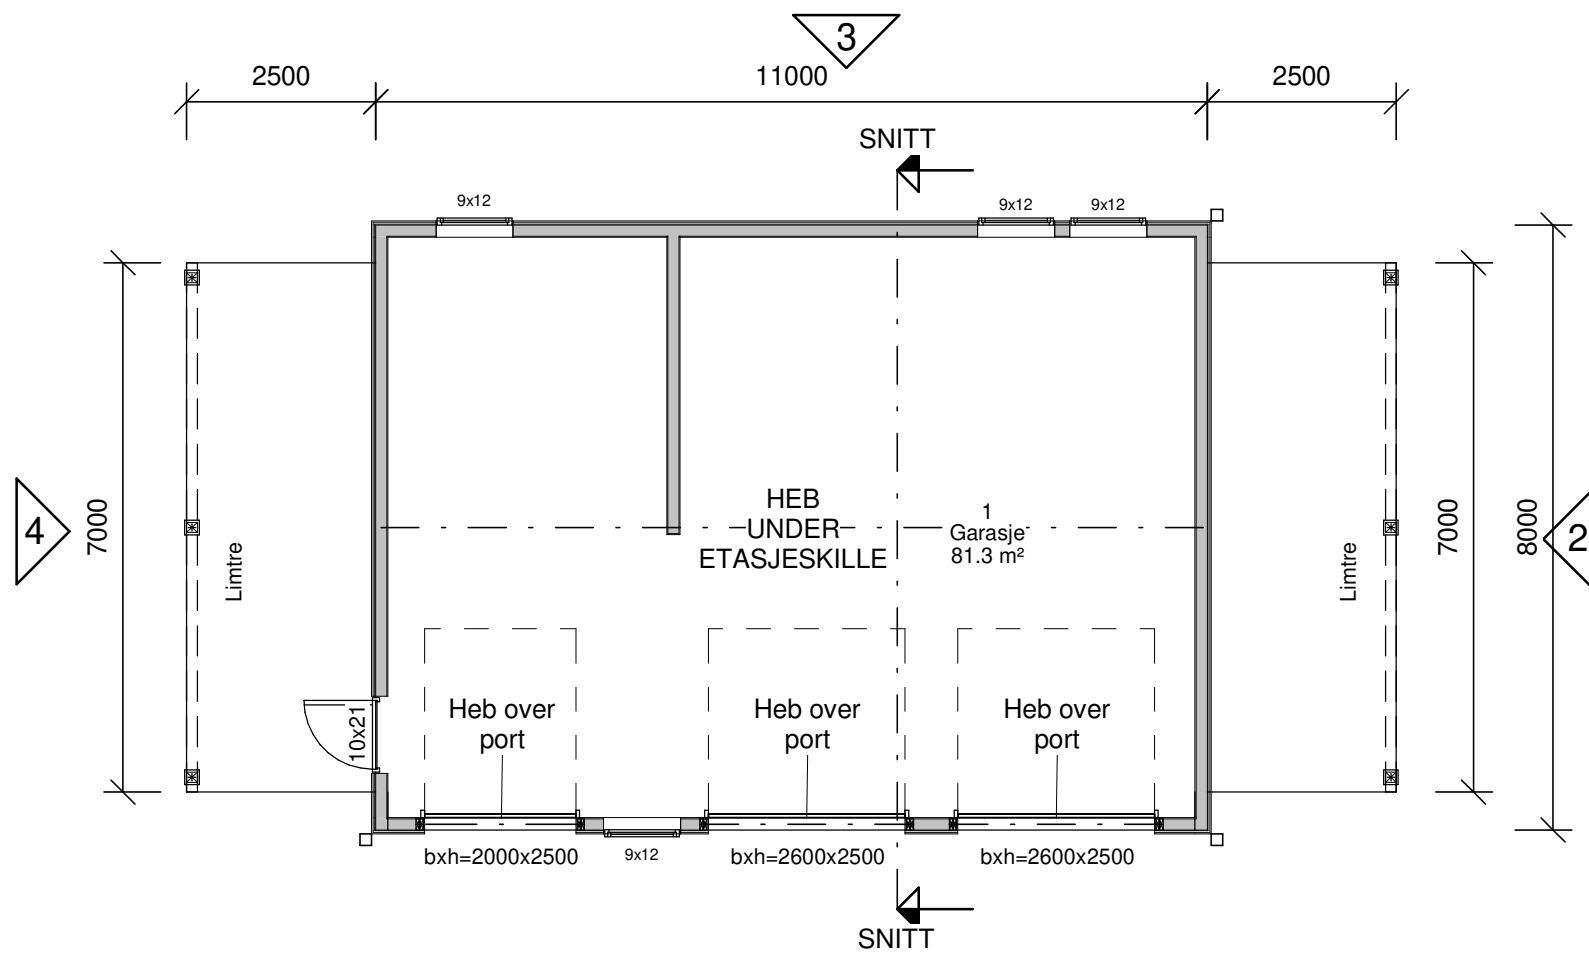 3
2500
11000
2500
SNITT
9x12
9x12
9x12
HEB
UNDER
ETASJESKILLE
1
Garasje
81.3 m²
4
7000
Limtre
Limtre
7000
8000
2
10x21
Heb over
port
Heb over
port
Heb over
port
bxh=2000x2500
9x12
bxh=2600x2500
bxh=2600x2500
SNITT